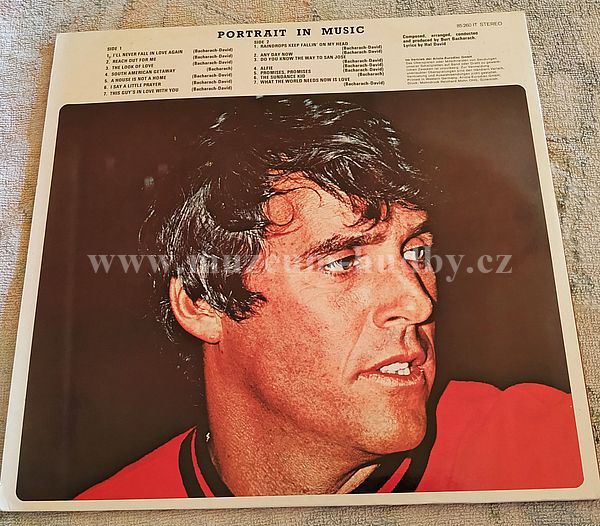 PORTRAIT IN MUSIC
85 260 IT STEREO
SIDE 1
1. I'LL NEVER FALL IN LOVE AGAIN (Bacharach-David)
2. REACH OUT FOR ME (Bacharach-David)
3. THE LOOK OF LOVE (Bacharach-David)
4. SOUTH AMERICAN GETAWAY (Bacharach)
5. A HOUSE IS NOT A HOME (Bacharach-David)
6. I SAY A LITTLE PRAYER (Bacharach-David)
7. THIS GUY'S IN LOVE WITH YOU (Bacharach-David)
SIDE 2
1. RAINDROPS KEEP FALLIN' ON MY HEAD
(Bacharach-David)
2. ANY DAY NOW
3. DO YOU KNOW THE WAY TO SAN JOSE
(Bacharach-David)
4. ALFIE (Bacharach-David)
5. PROMISES, PROMISES (Bacharach-David)
6. THE SUNDANCE KID
7. WHAT THE WORLD NEEDS NOW IS LOVE
(Bacharach-David)
Composed, arranged, conducted
and produced by Burt Bacharach.
Lyrics by Hal David
www.muzeum-hudby.cz